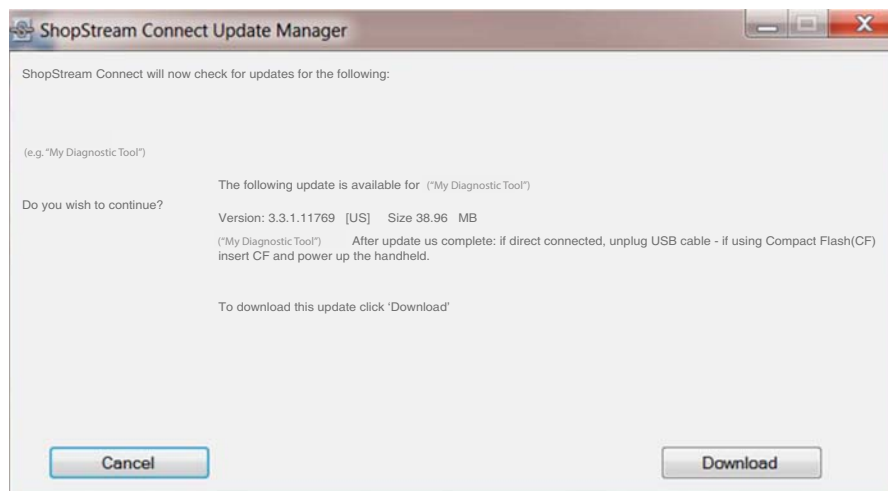 ShopStream Connect Update Manager
ShopStream Connect will now check for updates for the following:
(e.g. “My Diagnostic Tool”)
Do you wish to continue?
The following update is available for (“My Diagnostic Tool”)
Version: 3.3.1.11769 [US] Size 38.96 MB
(“My Diagnostic Tool”) After update us complete: if direct connected, unplug USB cable - if using Compact Flash(CF)
insert CF and power up the handheld.
To download this update click ‘Download’
Cancel
Download